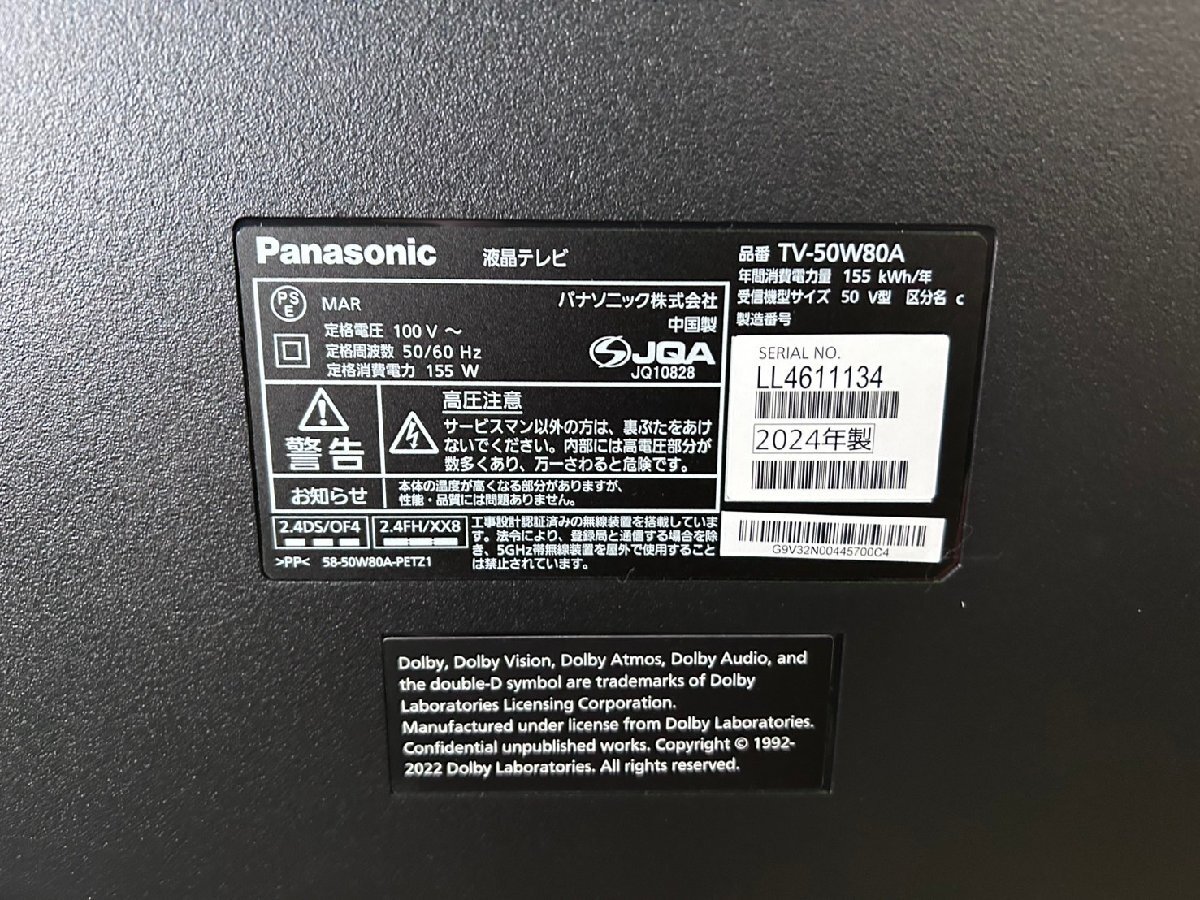 Panasonic 液晶テレビ
PSE MAR
パナソニック株式会社
中国製
定格電圧 100 V ～
定格周波数 50/60 Hz
定格消費電力 155 W
JQA
JQ10828
警告
高圧注意
サービスマン以外の方は、裏ぶたをあけ
ないでください。内部には高電圧部分が
数多くあり、万一さわると危険です。
お知らせ
本体の温度が高くなる部分がありますが、
性能・品質には問題ありません。
2.4DS/OF4 2.4FH/XX8
工事設計認証済みの無線装置を搭載していま
す。法令により、登録局と通信する場合を除
き、5GHz帯無線装置を屋外で使用すること
は禁止されています。
>PP< 58-50W80A-PETZ1
品番 TV-50W80A
年間消費電力量 155 kWh/年
受信機型サイズ 50 V型 区分名 c
製造番号
SERIAL NO.
LL4611134
2024年製
G9V32N00445700C4
Dolby, Dolby Vision, Dolby Atmos, Dolby Audio, and
the double-D symbol are trademarks of Dolby
Laboratories Licensing Corporation.
Manufactured under license from Dolby Laboratories.
Confidential unpublished works. Copyright © 1992-
2022 Dolby Laboratories. All rights reserved.